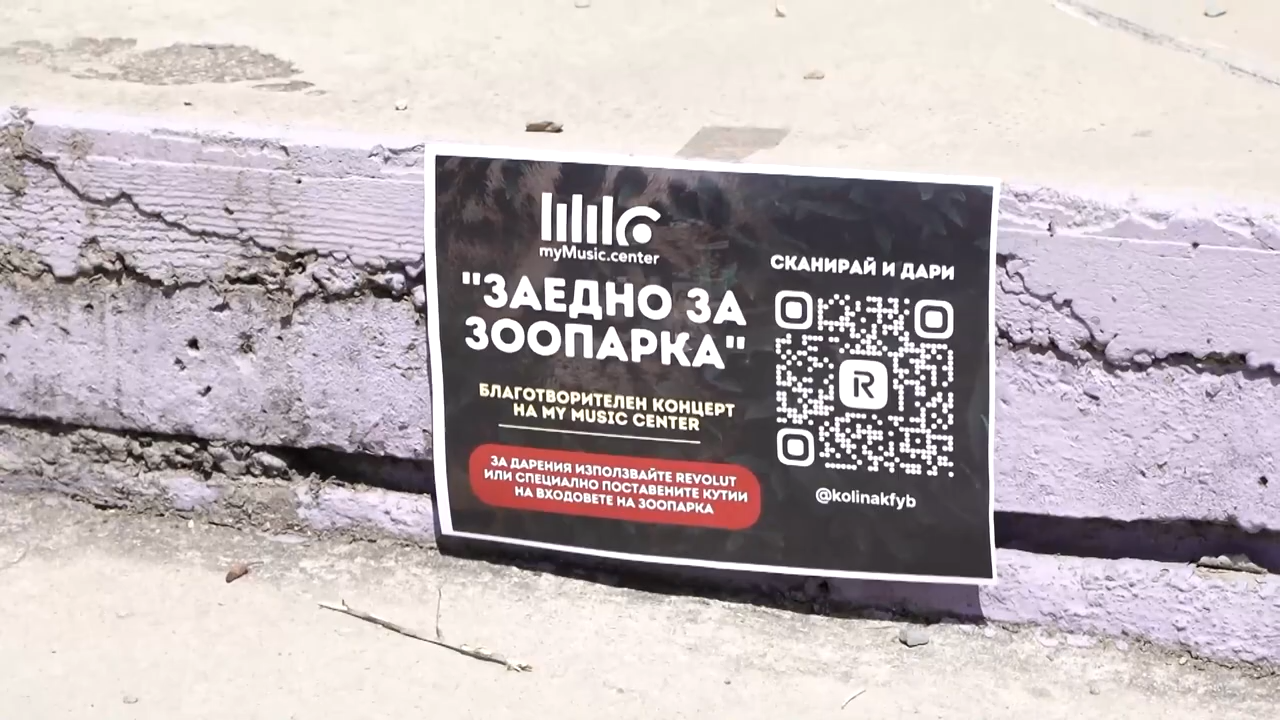 myMusic.center
"ЗАЕДНО ЗА
ЗООПАРКА"
БЛАГОТВОРИТЕЛЕН КОНЦЕРТ
НА MY MUSIC CENTER
ЗА ДАРЕНИЯ ИЗПОЛЗВАЙТЕ REVOLUT
ИЛИ СПЕЦИАЛНО ПОСТАВЕНИТЕ КУТИИ
НА ВХОДОВЕТЕ НА ЗООПАРКА
СКАНИРАЙ И ДАРИ
R
@kolinakfyb